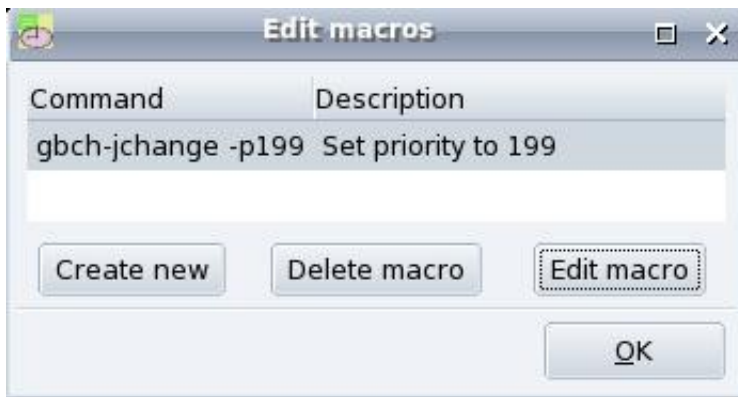 Edit macros
Command Description
gbch-jchange -p199 Set priority to 199
Create new Delete macro Edit macro
OK